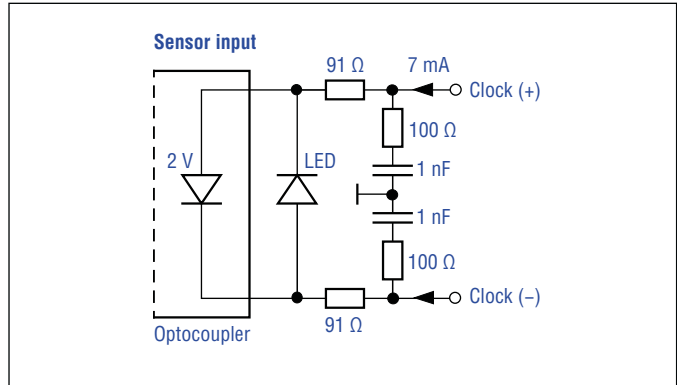 Sensor input
91 Ω
7 mA
Clock (+)
100 Ω
2 V
LED
1 nF
1 nF
100 Ω
Clock (−)
91 Ω
Optocoupler